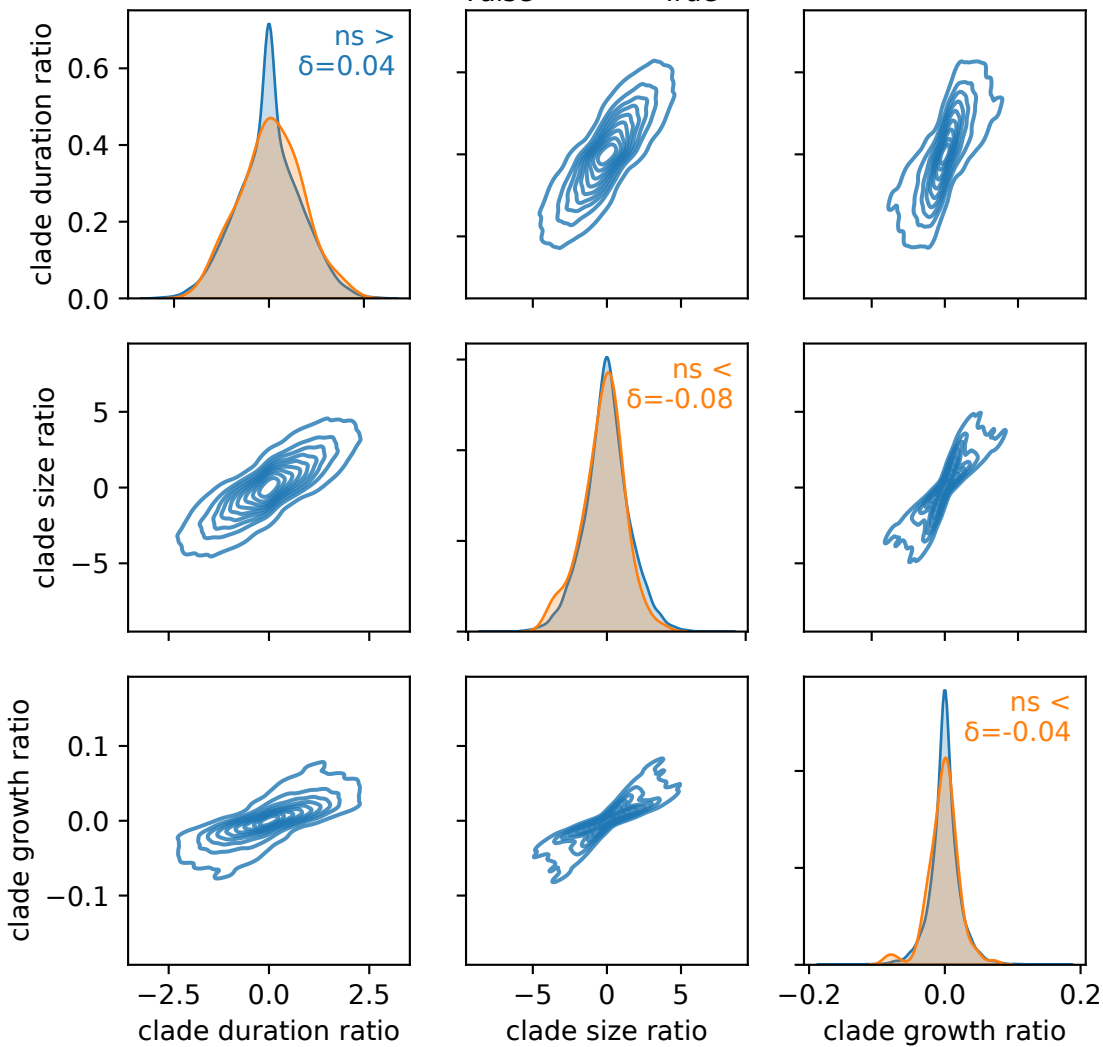 clade duration ratio
0.6
0.4
0.2
0.0
ns >
δ=0.04
clade size ratio
5
0
−5
ns <
δ=-0.08
clade growth ratio
0.1
0.0
−0.1
ns <
δ=-0.04
−2.5 0.0 2.5
−5 0 5
−0.2 0.0 0.2
clade duration ratio
clade size ratio
clade growth ratio